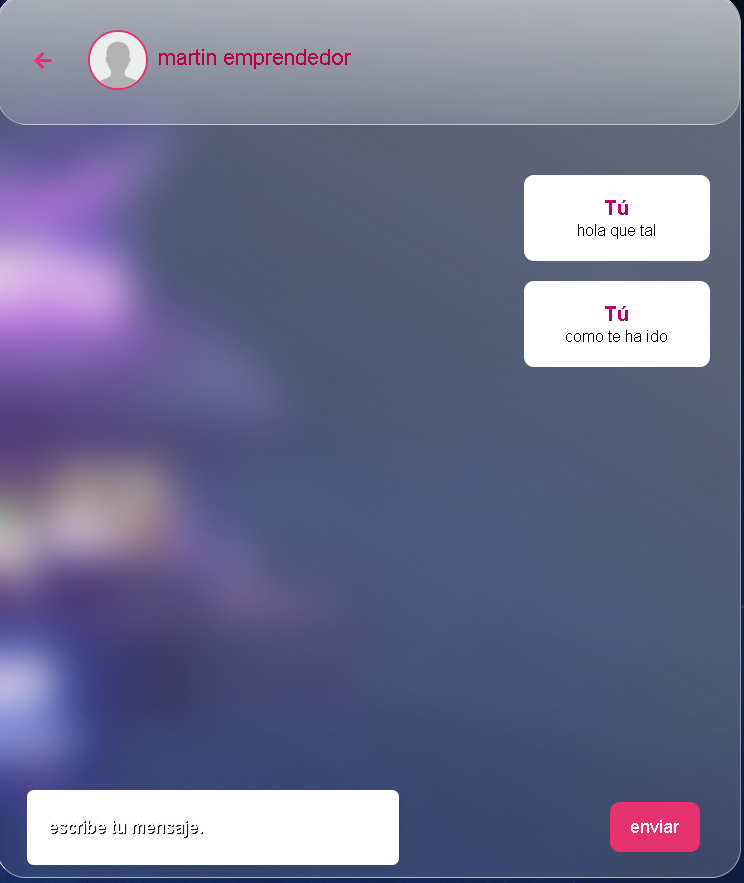 martin emprendedor
Tú
hola que tal
Tú
como te ha ido
escribe tu mensaje.
enviar